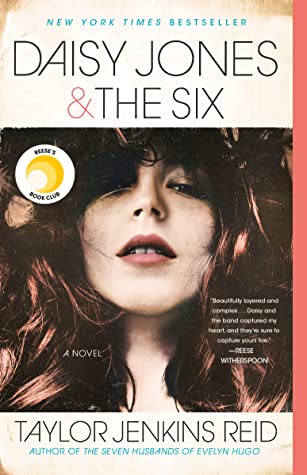 NEW YORK TIMES BESTSELLER
DAISY JONES
& THE SIX
REESE'S
BOOK CLUB
"Beautifully layered and
complex . . . Daisy and
the band captured my
heart, and they're sure to
capture yours too."
—REESE
WITHERSPOON
A NOVEL
TAYLOR JENKINS REID
AUTHOR OF THE SEVEN HUSBANDS OF EVELYN HUGO